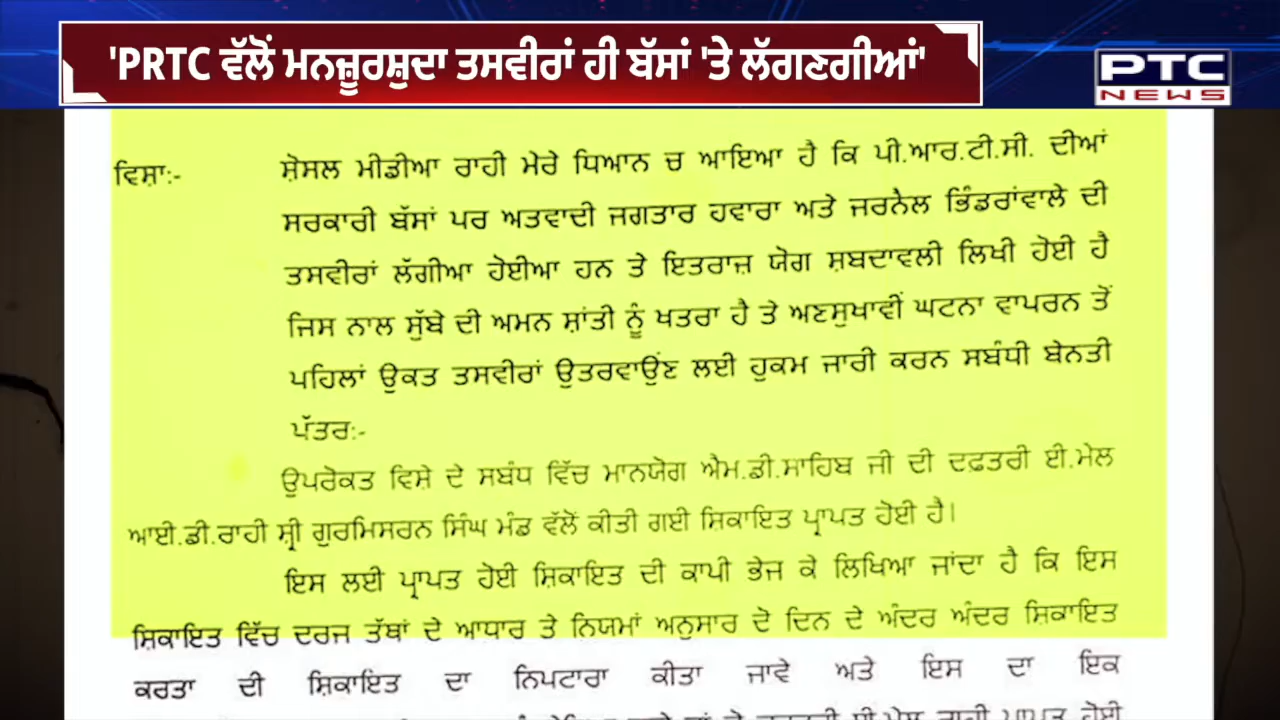 'PRTC ਵੱਲੋਂ ਮਨਜ਼ੂਰਸ਼ੁਦਾ ਤਸਵੀਰਾਂ ਹੀ ਬੱਸਾਂ 'ਤੇ ਲੱਗਣਗੀਆਂ'
PTC
NEWS
ਵਿਸ਼ਾ:- ਸ਼ੋਸਲ ਮੀਡੀਆ ਰਾਹੀ ਮੇਰੇ ਧਿਆਨ ਚ ਆਇਆ ਹੈ ਕਿ ਪੀ.ਆਰ.ਟੀ.ਸੀ. ਦੀਆਂ
ਸਰਕਾਰੀ ਬੱਸਾਂ ਪਰ ਅਤਵਾਦੀ ਜਗਤਾਰ ਹਵਾਰਾ ਅਤੇ ਜਰਨੈਲ ਭਿੰਡਰਾਂਵਾਲੇ ਦੀ
ਤਸਵੀਰਾਂ ਲੱਗੀਆ ਹੋਈਆ ਹਨ ਤੇ ਇਤਰਾਜ਼ ਯੋਗ ਸ਼ਬਦਾਵਲੀ ਲਿਖੀ ਹੋਈ ਹੈ
ਜਿਸ ਨਾਲ ਸੁੱਬੇ ਦੀ ਅਮਨ ਸ਼ਾਂਤੀ ਨੂੰ ਖਤਰਾ ਹੈ ਤੇ ਅਣਸੁਖਾਵੀਂ ਘਟਨਾ ਵਾਪਰਨ ਤੋਂ
ਪਹਿਲਾਂ ਉਕਤ ਤਸਵੀਰਾਂ ਉਤਰਵਾਉਣ ਲਈ ਹੁਕਮ ਜਾਰੀ ਕਰਨ ਸਬੰਧੀ ਬੇਨਤੀ
ਪੱਤਰ:-
ਉਪਰੋਕਤ ਵਿਸ਼ੇ ਦੇ ਸਬੰਧ ਵਿੱਚ ਮਾਨਯੋਗ ਐਮ.ਡੀ.ਸਾਹਿਬ ਜੀ ਦੀ ਦਫ਼ਤਰੀ ਈ.ਮੇਲ
ਆਈ.ਡੀ.ਰਾਹੀ ਸ਼੍ਰੀ ਗੁਰਮਿਸਰਨ ਸਿੰਘ ਮੰਡ ਵੱਲੋਂ ਕੀਤੀ ਗਈ ਸ਼ਿਕਾਇਤ ਪ੍ਰਾਪਤ ਹੋਈ ਹੈ।
ਇਸ ਲਈ ਪ੍ਰਾਪਤ ਹੋਈ ਸ਼ਿਕਾਇਤ ਦੀ ਕਾਪੀ ਭੇਜ ਕੇ ਲਿਖਿਆ ਜਾਂਦਾ ਹੈ ਕਿ ਇਸ
ਸ਼ਿਕਾਇਤ ਵਿੱਚ ਦਰਜ ਤੱਥਾਂ ਦੇ ਆਧਾਰ ਤੇ ਨਿਯਮਾਂ ਅਨੁਸਾਰ ਦੋ ਦਿਨ ਦੇ ਅੰਦਰ ਅੰਦਰ ਸ਼ਿਕਾਇਤ
ਕਰਤਾ ਦੀ ਸ਼ਿਕਾਇਤ ਦਾ ਨਿਪਟਾਰਾ ਕੀਤਾ ਜਾਵੇ ਅਤੇ ਇਸ ਦਾ ਇਕ